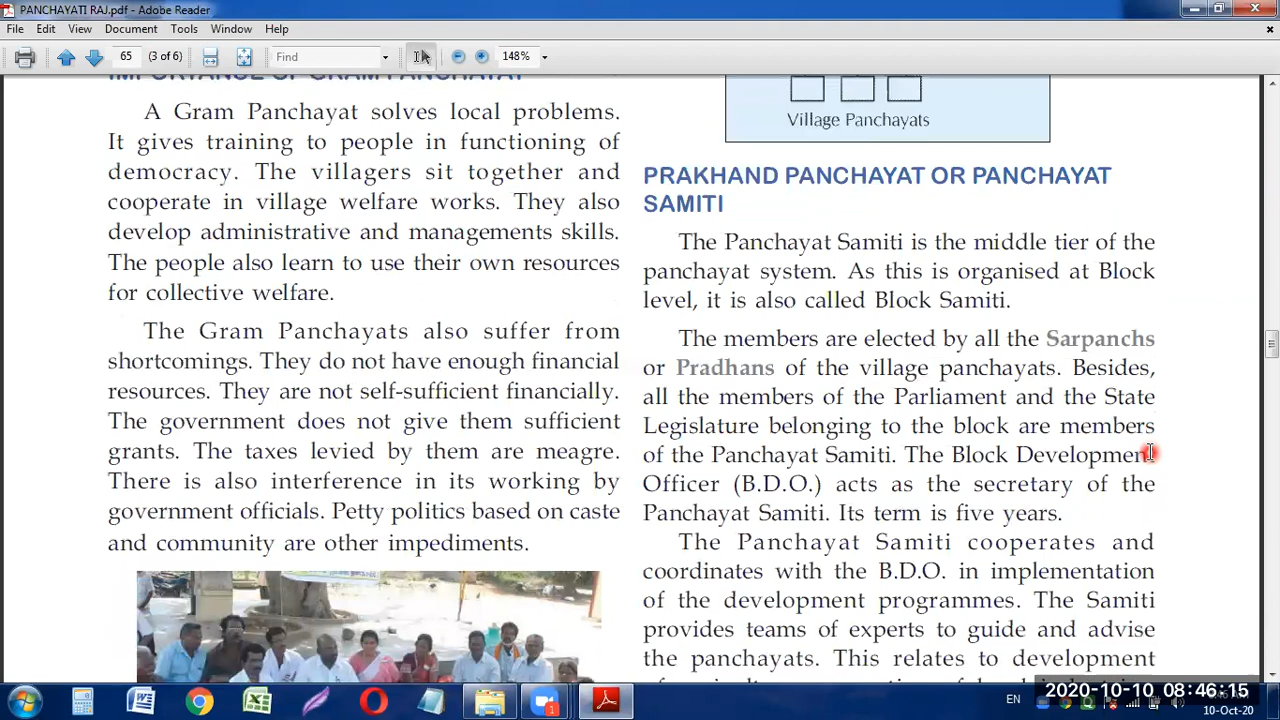 PANCHAYATI RAJ.pdf - Adobe Reader
File Edit View Document Tools Window Help
65 (3 of 6) Find 148%
IMPORTANCE OF GRAM PANCHAYAT
A Gram Panchayat solves local problems.
It gives training to people in functioning of
democracy. The villagers sit together and
cooperate in village welfare works. They also
develop administrative and managements skills.
The people also learn to use their own resources
for collective welfare.
The Gram Panchayats also suffer from
shortcomings. They do not have enough financial
resources. They are not self-sufficient financially.
The government does not give them sufficient
grants. The taxes levied by them are meagre.
There is also interference in its working by
government officials. Petty politics based on caste
and community are other impediments.
Village Panchayats
PRAKHAND PANCHAYAT OR PANCHAYAT
SAMITI
The Panchayat Samiti is the middle tier of the
panchayat system. As this is organised at Block
level, it is also called Block Samiti.
The members are elected by all the Sarpanchs
or Pradhans of the village panchayats. Besides,
all the members of the Parliament and the State
Legislature belonging to the block are members
of the Panchayat Samiti. The Block Development
Officer (B.D.O.) acts as the secretary of the
Panchayat Samiti. Its term is five years.
The Panchayat Samiti cooperates and
coordinates with the B.D.O. in implementation
of the development programmes. The Samiti
provides teams of experts to guide and advise
the panchayats. This relates to development
EN
2020-10-10 08:46:15
10-Oct-20